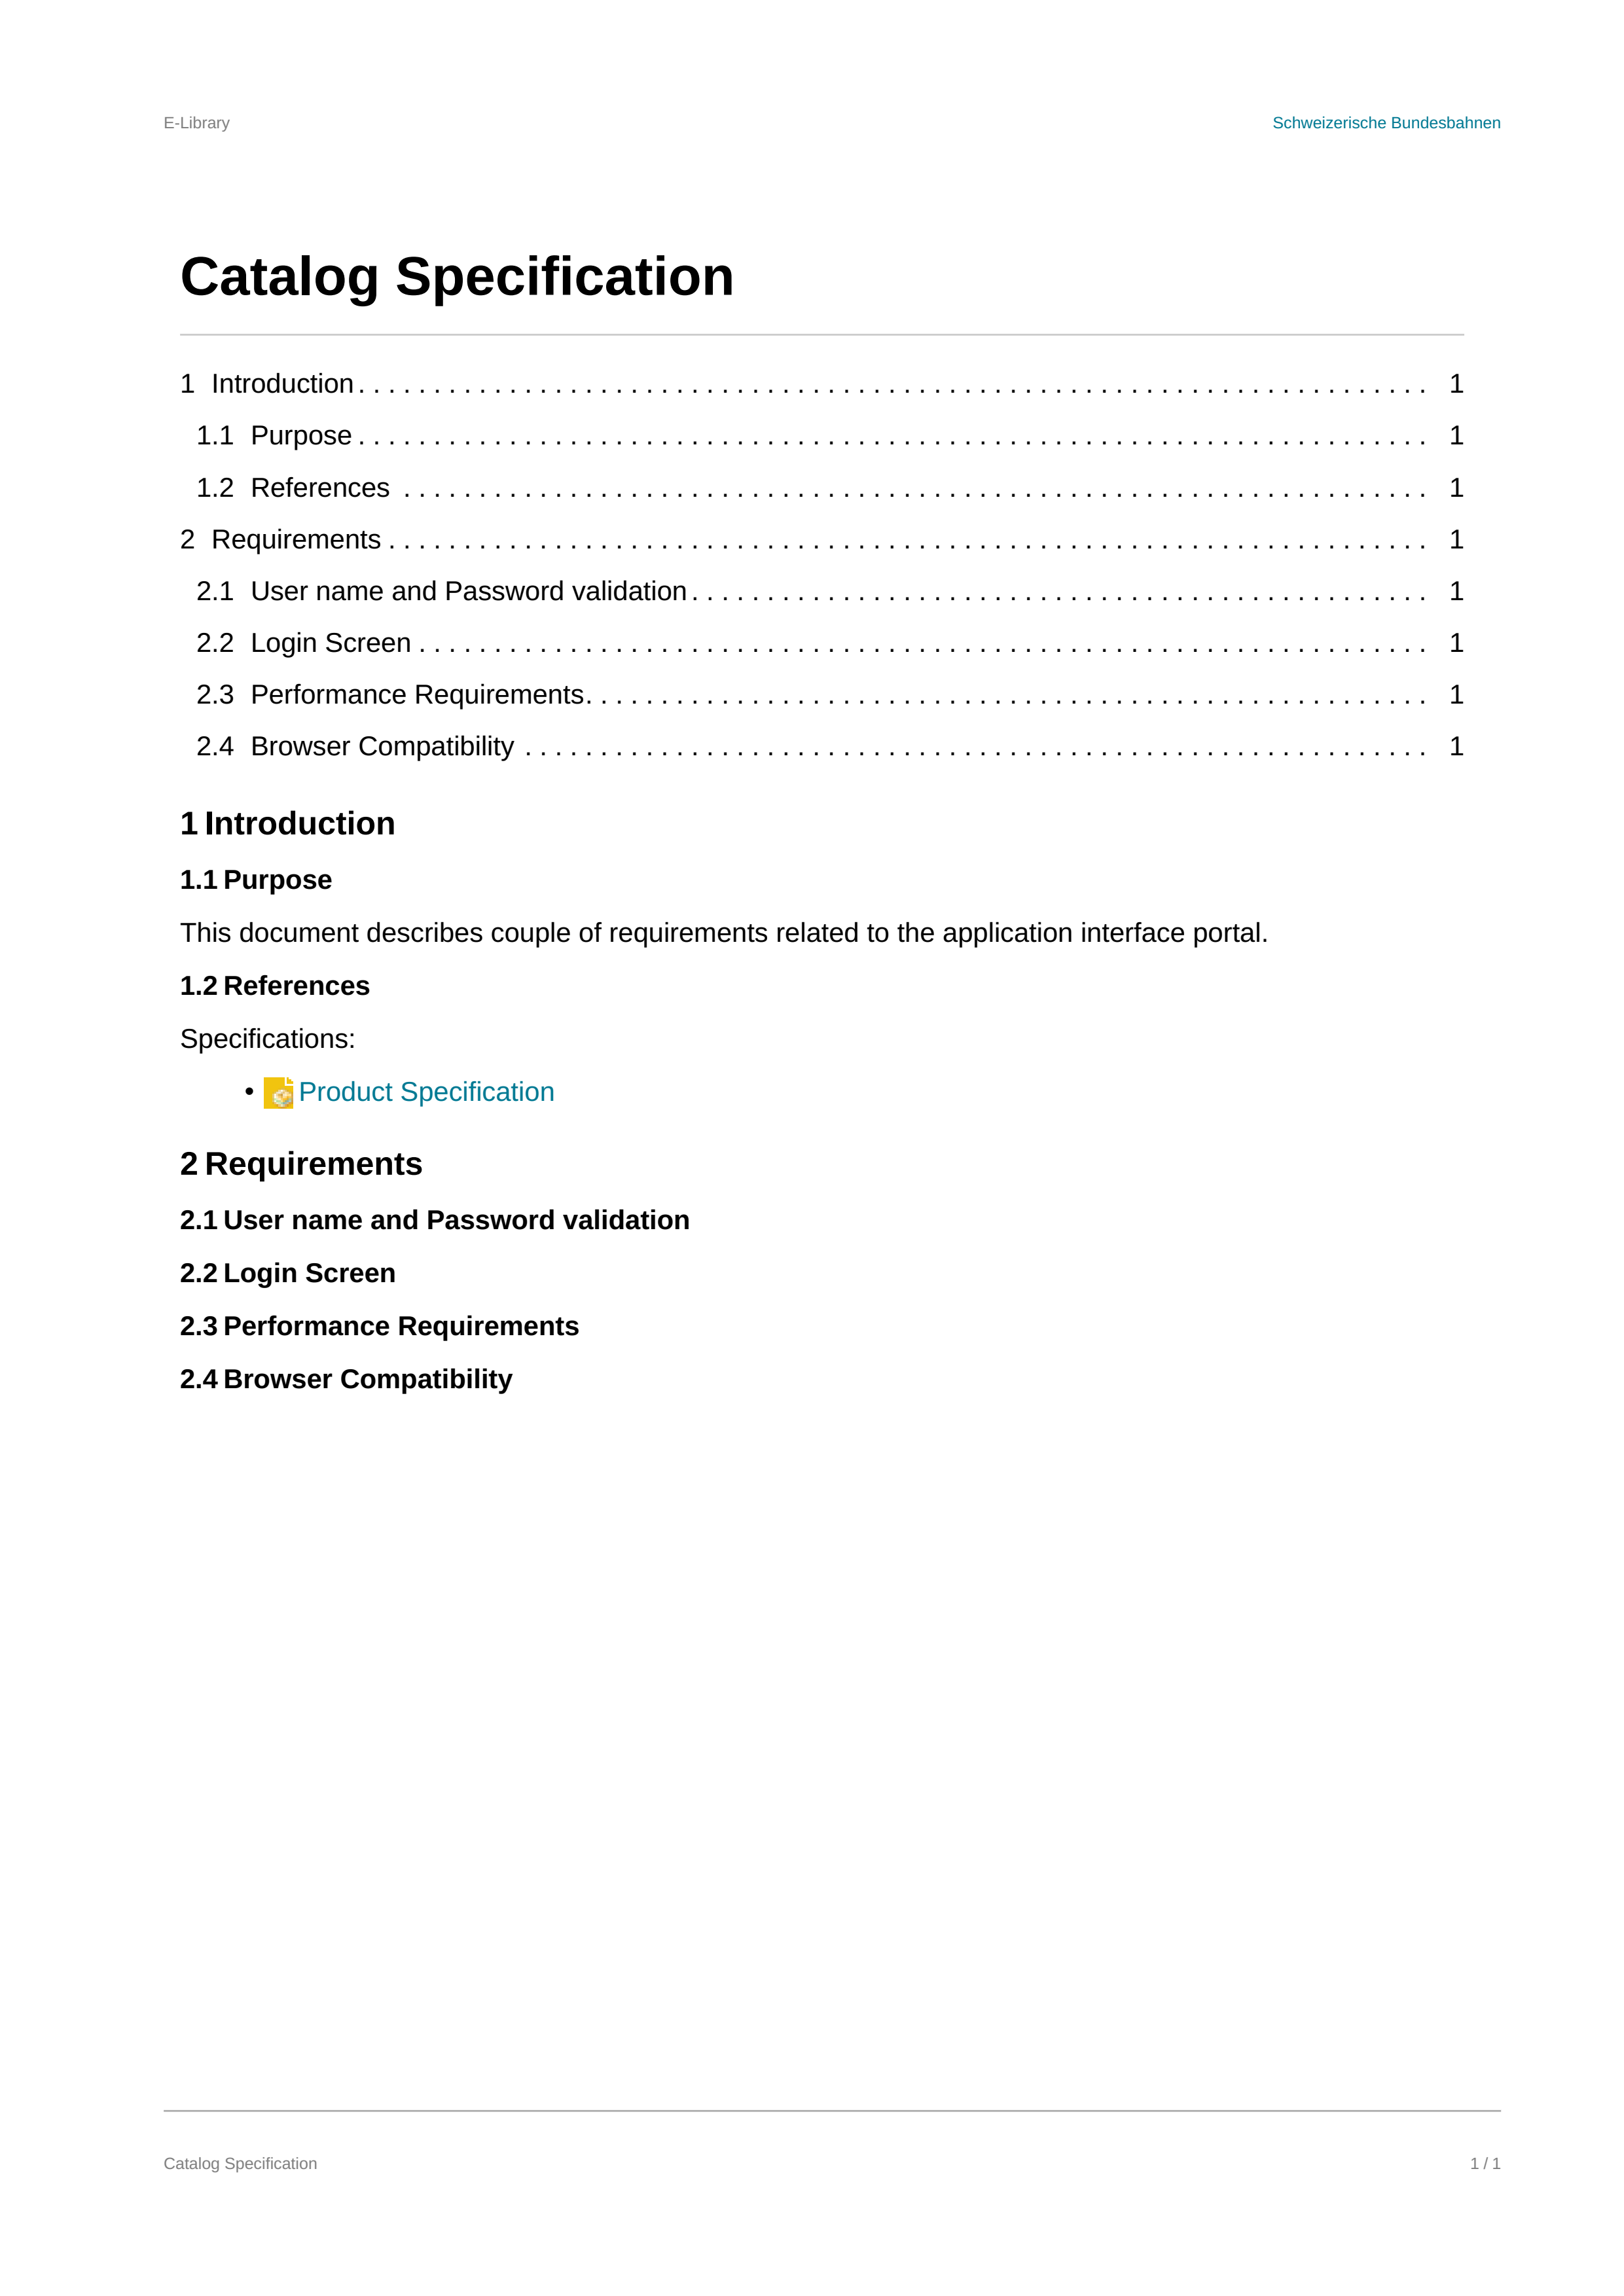 E-Library Schweizerische Bundesbahnen
Catalog Specification
1 Introduction . . . . . . . . . . . . . . . . . . . . . . . . . . . . . . . . . . . . . . . . . . . . . . . . . . . . . . . . . . . . . . . . . . . . . . . 1
1.1 Purpose . . . . . . . . . . . . . . . . . . . . . . . . . . . . . . . . . . . . . . . . . . . . . . . . . . . . . . . . . . . . . . . . . . . . . . . 1
1.2 References . . . . . . . . . . . . . . . . . . . . . . . . . . . . . . . . . . . . . . . . . . . . . . . . . . . . . . . . . . . . . . . . . . . . 1
2 Requirements . . . . . . . . . . . . . . . . . . . . . . . . . . . . . . . . . . . . . . . . . . . . . . . . . . . . . . . . . . . . . . . . . . . . . 1
2.1 User name and Password validation . . . . . . . . . . . . . . . . . . . . . . . . . . . . . . . . . . . . . . . . . . . . . . . . . 1
2.2 Login Screen . . . . . . . . . . . . . . . . . . . . . . . . . . . . . . . . . . . . . . . . . . . . . . . . . . . . . . . . . . . . . . . . . . . 1
2.3 Performance Requirements . . . . . . . . . . . . . . . . . . . . . . . . . . . . . . . . . . . . . . . . . . . . . . . . . . . . . . . . 1
2.4 Browser Compatibility . . . . . . . . . . . . . . . . . . . . . . . . . . . . . . . . . . . . . . . . . . . . . . . . . . . . . . . . . . . . 1
1 Introduction
1.1 Purpose
This document describes couple of requirements related to the application interface portal.
1.2 References
Specifications:
• Product Specification
2 Requirements
2.1 User name and Password validation
2.2 Login Screen
2.3 Performance Requirements
2.4 Browser Compatibility
Catalog Specification 1 / 1